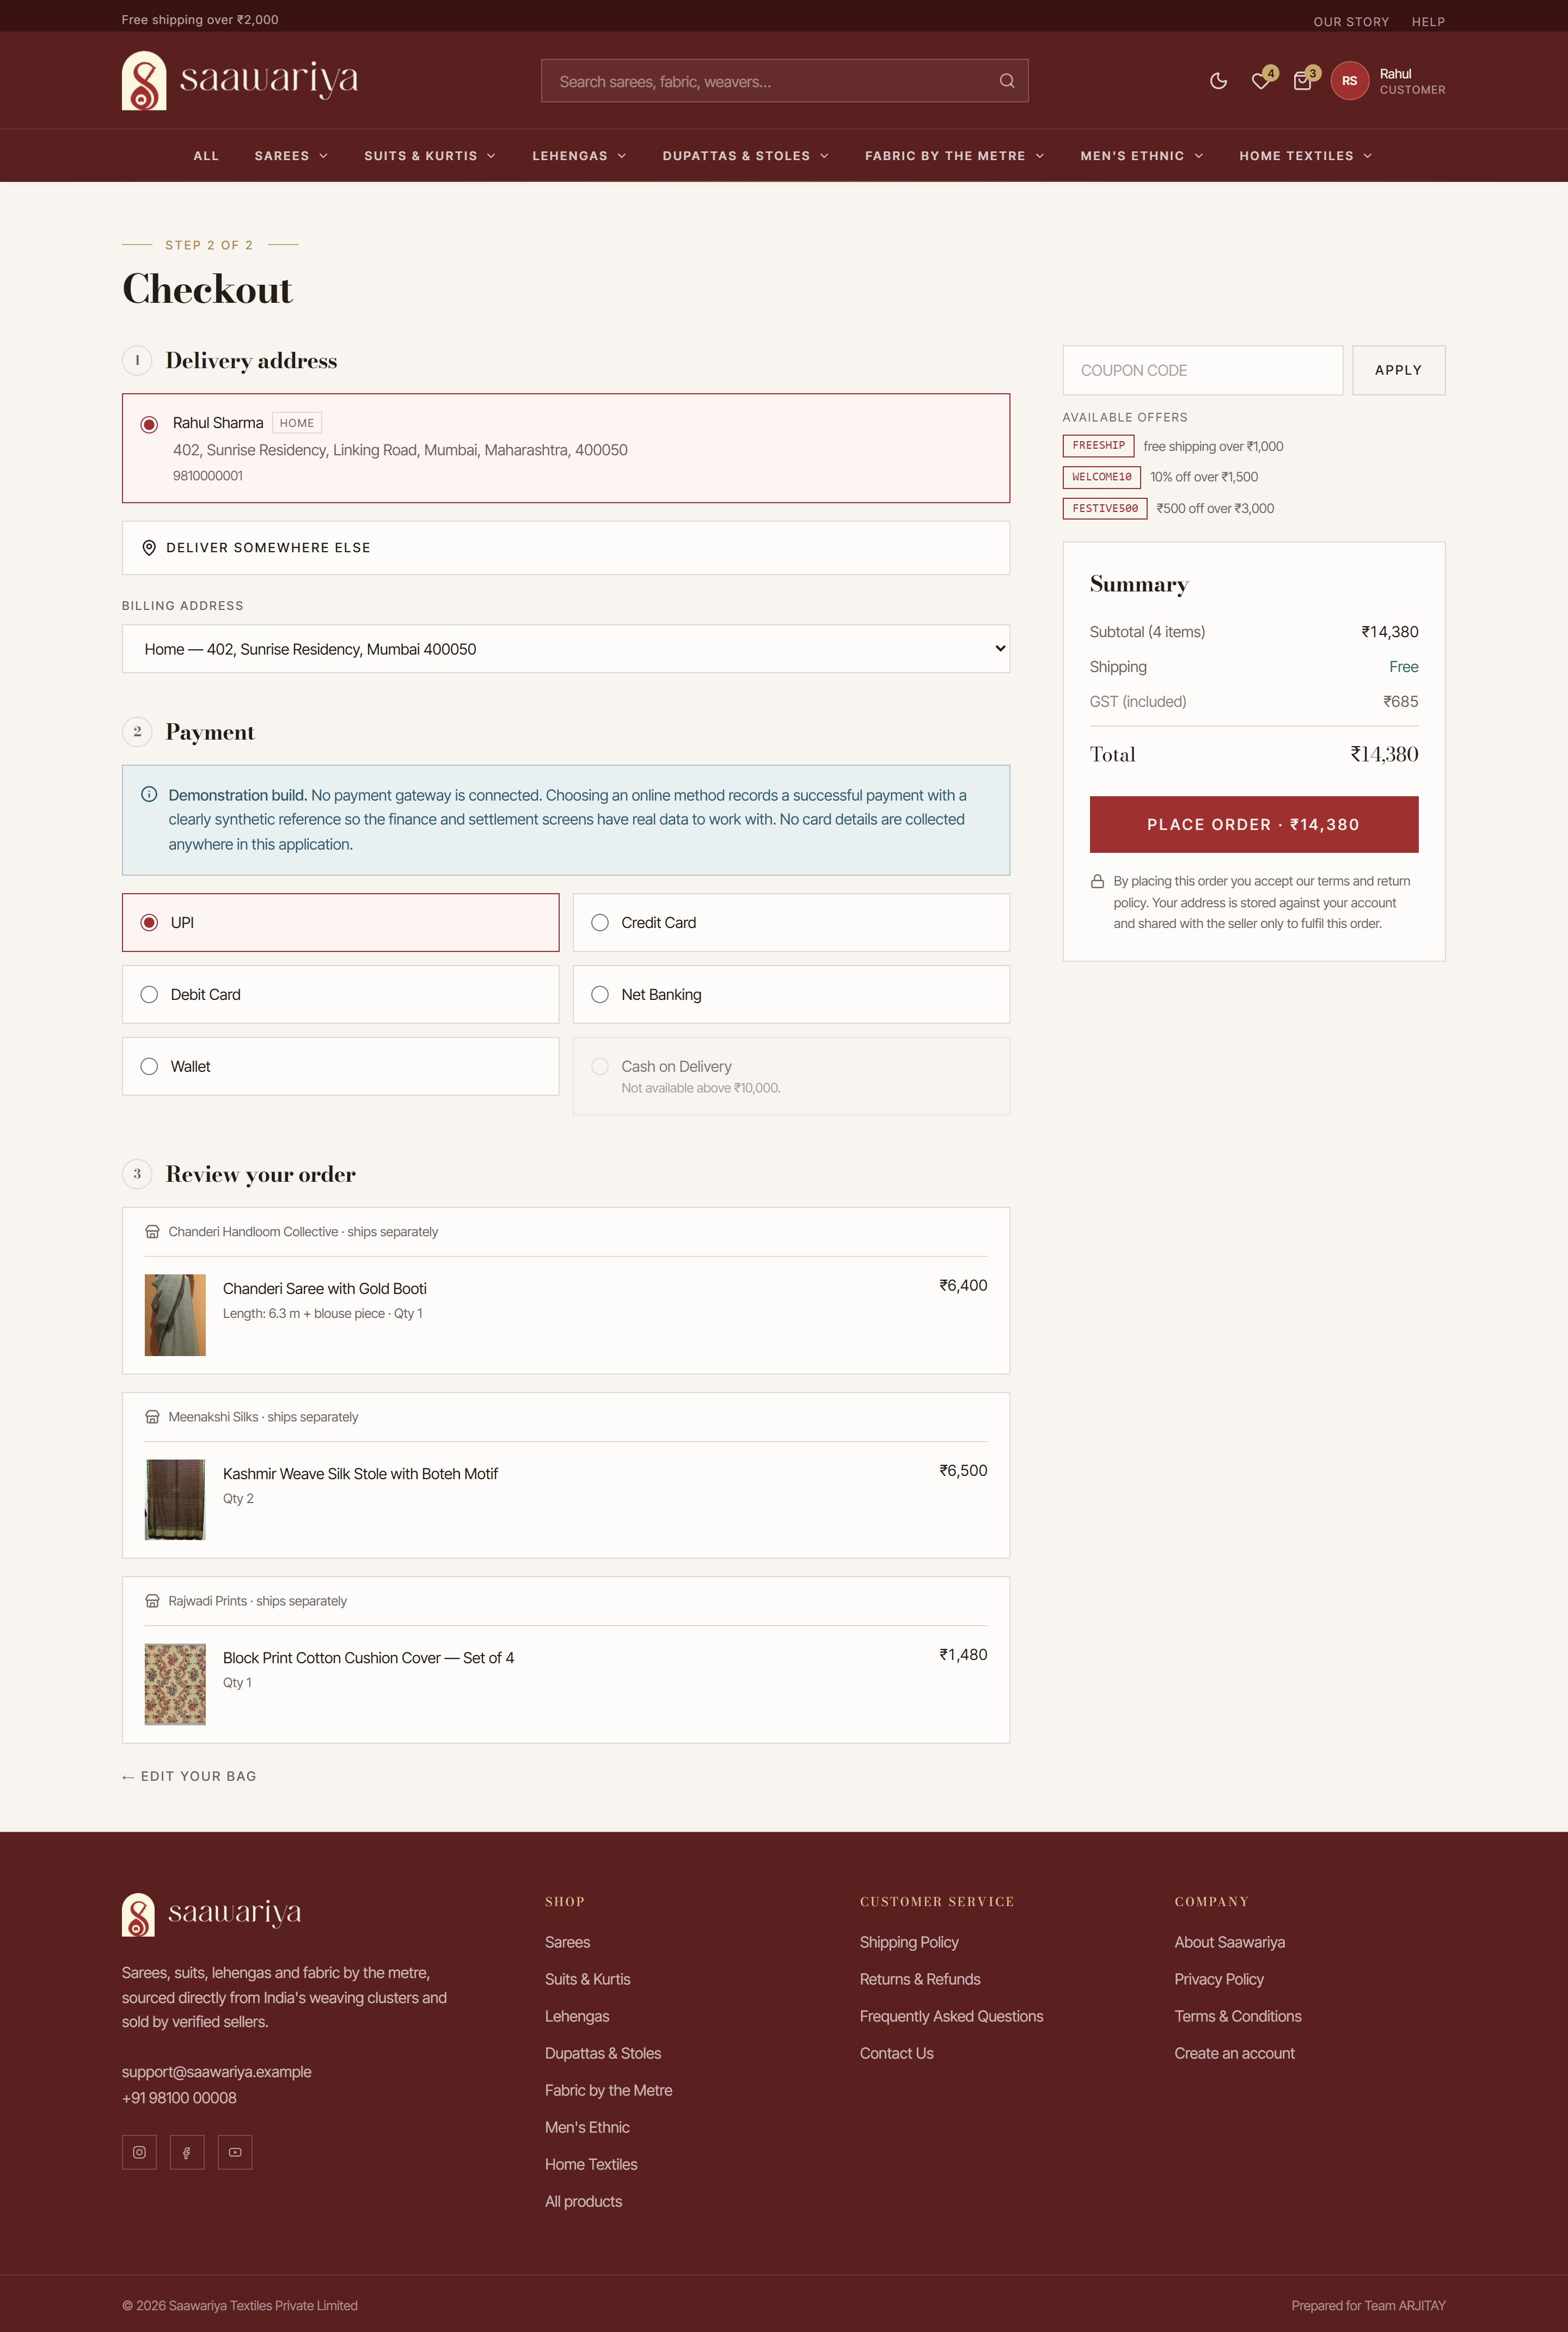 Free shipping over ₹2,000
OUR STORY HELP
saawariya
Search sarees, fabric, weavers...
4
3
RS
Rahul
CUSTOMER
ALL SAREES SUITS & KURTIS LEHENGAS DUPATTAS & STOLES FABRIC BY THE METRE MEN'S ETHNIC HOME TEXTILES
STEP 2 OF 2
Checkout
1 Delivery address
Rahul Sharma HOME
402, Sunrise Residency, Linking Road, Mumbai, Maharashtra, 400050
9810000001
DELIVER SOMEWHERE ELSE
BILLING ADDRESS
Home — 402, Sunrise Residency, Mumbai 400050
2 Payment
Demonstration build. No payment gateway is connected. Choosing an online method records a successful payment with a
clearly synthetic reference so the finance and settlement screens have real data to work with. No card details are collected
anywhere in this application.
UPI
Credit Card
Debit Card
Net Banking
Wallet
Cash on Delivery
Not available above ₹10,000.
3 Review your order
Chanderi Handloom Collective · ships separately
Chanderi Saree with Gold Booti ₹6,400
Length: 6.3 m + blouse piece · Qty 1
Meenakshi Silks · ships separately
Kashmir Weave Silk Stole with Boteh Motif ₹6,500
Qty 2
Rajwadi Prints · ships separately
Block Print Cotton Cushion Cover — Set of 4 ₹1,480
Qty 1
← EDIT YOUR BAG
COUPON CODE APPLY
AVAILABLE OFFERS
FREESHIP free shipping over ₹1,000
WELCOME10 10% off over ₹1,500
FESTIVE500 ₹500 off over ₹3,000
Summary
Subtotal (4 items) ₹14,380
Shipping Free
GST (included) ₹685
Total ₹14,380
PLACE ORDER · ₹14,380
By placing this order you accept our terms and return
policy. Your address is stored against your account
and shared with the seller only to fulfil this order.
saawariya
Sarees, suits, lehengas and fabric by the metre,
sourced directly from India's weaving clusters and
sold by verified sellers.
support@saawariya.example
+91 98100 00008
SHOP
Sarees
Suits & Kurtis
Lehengas
Dupattas & Stoles
Fabric by the Metre
Men's Ethnic
Home Textiles
All products
CUSTOMER SERVICE
Shipping Policy
Returns & Refunds
Frequently Asked Questions
Contact Us
COMPANY
About Saawariya
Privacy Policy
Terms & Conditions
Create an account
© 2026 Saawariya Textiles Private Limited
Prepared for Team ARJITAY